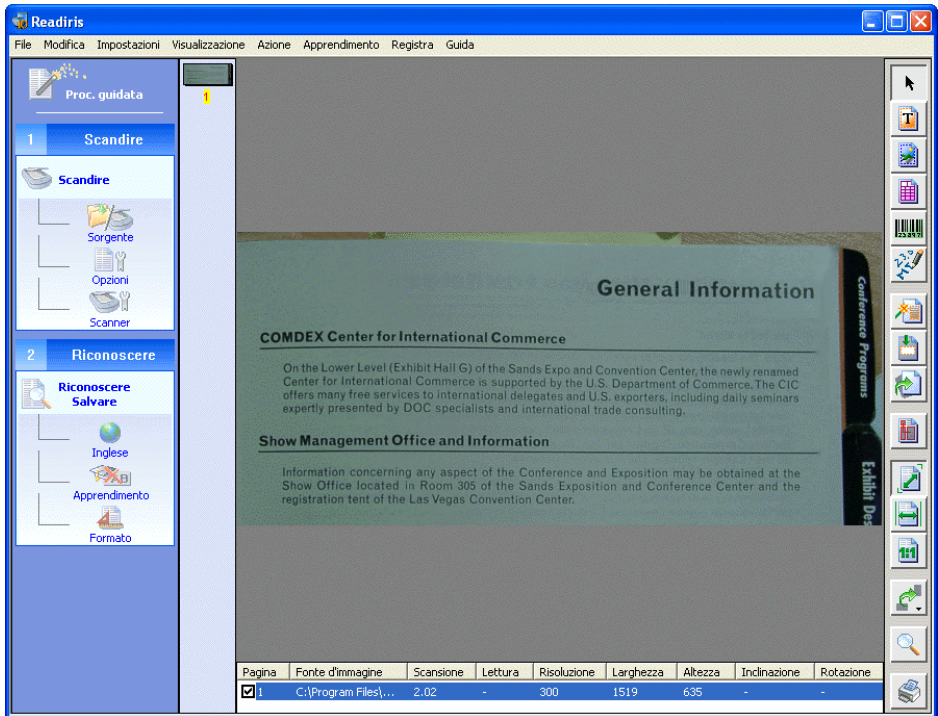 Readiris
File Modifica Impostazioni Visualizzazione Azione Apprendimento Registra Guida
Proc. guidata
1 Scandire
Scandire
Sorgente
Opzioni
Scanner
2 Riconoscere
Riconoscere
Salvare
Inglese
Apprendimento
Formato
1
General Information
COMDEX Center for International Commerce
On the Lower Level (Exhibit Hall G) of the Sands Expo and Convention Center, the newly renamed
Center for International Commerce is supported by the U.S. Department of Commerce. The CIC
offers many free services to international delegates and U.S. exporters, including daily seminars
expertly presented by DOC specialists and international trade consulting.
Show Management Office and Information
Information concerning any aspect of the Conference and Exposition may be obtained at the
Show Office located in Room 305 of the Sands Exposition and Conference Center and the
registration tent of the Las Vegas Convention Center.
Conference Programs
Exhibit Des
T
1:1
Pagina Fonte d'immagine Scansione Lettura Risoluzione Larghezza Altezza Inclinazione Rotazione
1 C:\Program Files\... 2.02 - 300 1519 635 - -